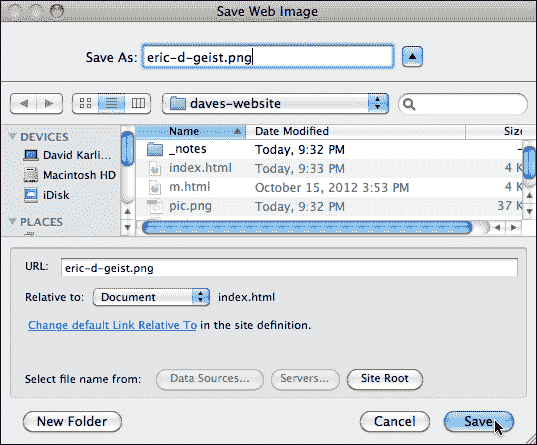 Save Web Image
Save As: eric-d-geist.png
daves-website
DEVICES
David Karli...
Macintosh HD
iDisk
PLACES
Name Date Modified Size
_notes Today, 9:32 PM --
index.html Today, 9:33 PM 4 K
m.html October 15, 2012 3:53 PM 4 K
pic.png Today, 9:32 PM 37 K
URL: eric-d-geist.png
Relative to: Document index.html
Change default Link Relative To in the site definition.
Select file name from: Data Sources... Servers... Site Root
New Folder Cancel Save